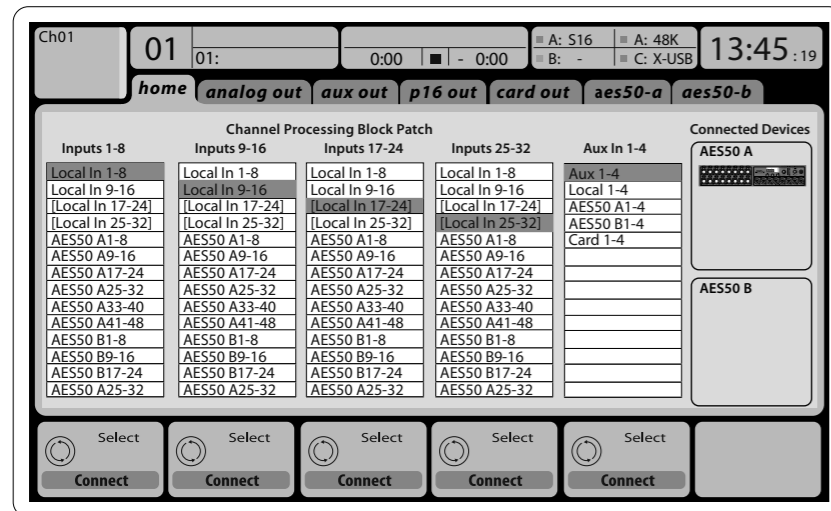 Ch01
01
01:
0:00 - 0:00
A: S16 A: 48K
B: - C: X-USB
13:45 :19
home analog out aux out p16 out card out aes50-a aes50-b
Channel Processing Block Patch
Connected Devices
Inputs 1-8 Inputs 9-16 Inputs 17-24 Inputs 25-32 Aux In 1-4
AES50 A
Local In 1-8 Local In 1-8 Local In 1-8 Local In 1-8 Aux 1-4
Local In 9-16 Local In 9-16 Local In 9-16 Local In 9-16 Local 1-4
[Local In 17-24] [Local In 17-24] [Local In 17-24] [Local In 17-24] AES50 A1-4
[Local In 25-32] [Local In 25-32] [Local In 25-32] [Local In 25-32] AES50 B1-4
AES50 A1-8 AES50 A1-8 AES50 A1-8 AES50 A1-8 Card 1-4
AES50 A9-16 AES50 A9-16 AES50 A9-16 AES50 A9-16
AES50 A17-24 AES50 A17-24 AES50 A17-24 AES50 A17-24
AES50 A25-32 AES50 A25-32 AES50 A25-32 AES50 A25-32
AES50 B
AES50 A33-40 AES50 A33-40 AES50 A33-40 AES50 A33-40
AES50 A41-48 AES50 A41-48 AES50 A41-48 AES50 A41-48
AES50 B1-8 AES50 B1-8 AES50 B1-8 AES50 B1-8
AES50 B9-16 AES50 B9-16 AES50 B9-16 AES50 B9-16
AES50 B17-24 AES50 B17-24 AES50 B17-24 AES50 B17-24
AES50 A25-32 AES50 A25-32 AES50 A25-32 AES50 A25-32
Select Select Select Select Select
Connect Connect Connect Connect Connect